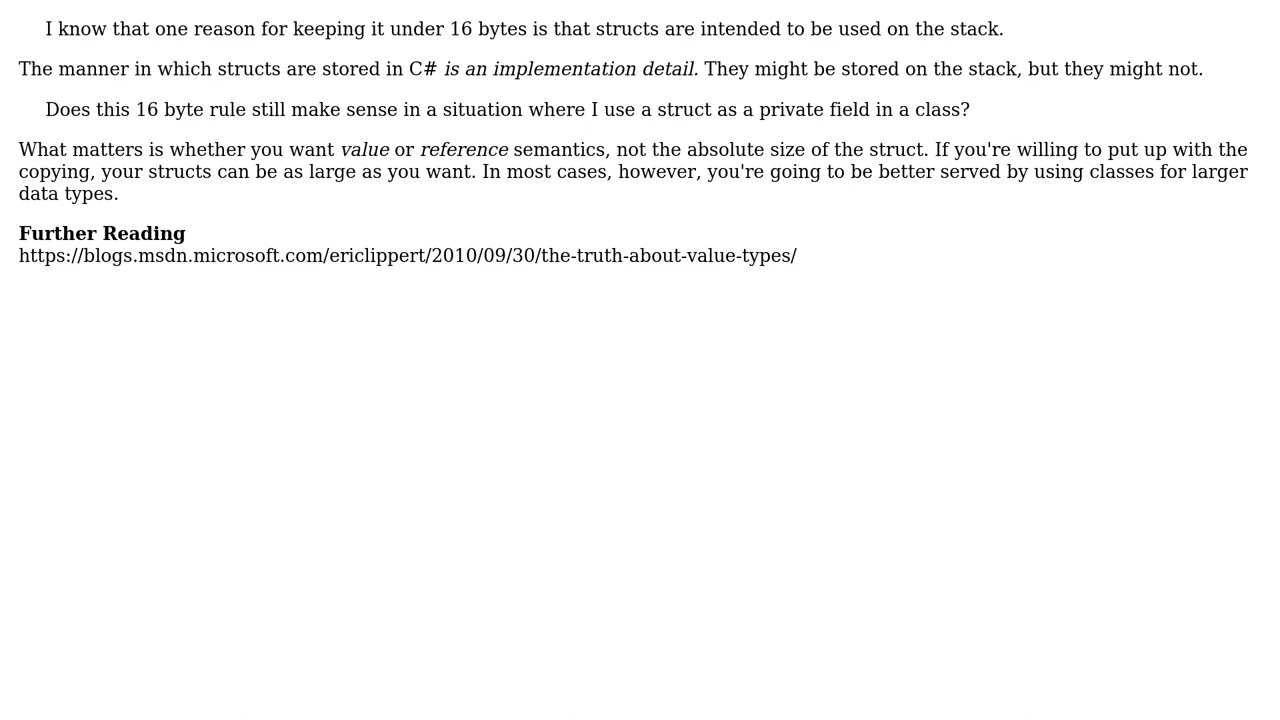 I know that one reason for keeping it under 16 bytes is that structs are intended to be used on the stack.
The manner in which structs are stored in C# is an implementation detail. They might be stored on the stack, but they might not.
Does this 16 byte rule still make sense in a situation where I use a struct as a private field in a class?
What matters is whether you want value or reference semantics, not the absolute size of the struct. If you're willing to put up with the
copying, your structs can be as large as you want. In most cases, however, you're going to be better served by using classes for larger
data types.
Further Reading
https://blogs.msdn.microsoft.com/ericlippert/2010/09/30/the-truth-about-value-types/